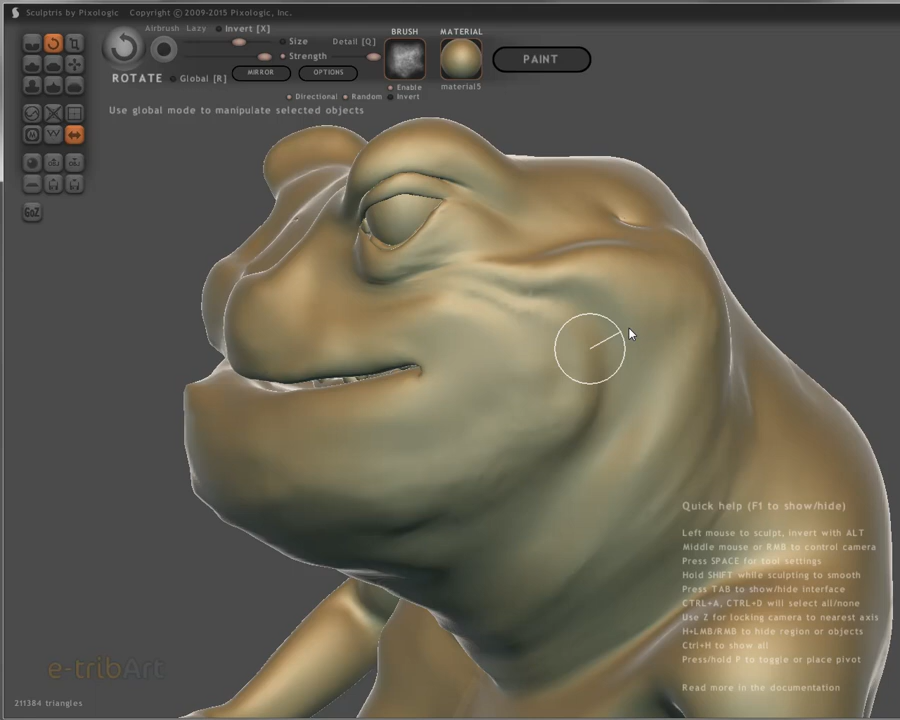 Sculptris by Pixologic Copyright © 2009-2015 Pixologic, Inc.
Airbrush Lazy Invert [X]
Size Detail [Q]
Strength
ROTATE Global [R] MIRROR OPTIONS
BRUSH
Enable
Directional Random Invert
MATERIAL
material5
PAINT
Use global mode to manipulate selected objects
OBJ OBJ
GoZ
Quick help (F1 to show/hide)
Left mouse to sculpt, invert with ALT
Middle mouse or RMB to control camera
Press SPACE for tool settings
Hold SHIFT while sculpting to smooth
Press TAB to show/hide interface
CTRL+A, CTRL+D will select all/none
Use Z for locking camera to nearest axis
H+LMB/RMB to hide region or objects
Ctrl+H to show all
Press/hold P to toggle or place pivot
Read more in the documentation
e-tribArt
211384 triangles